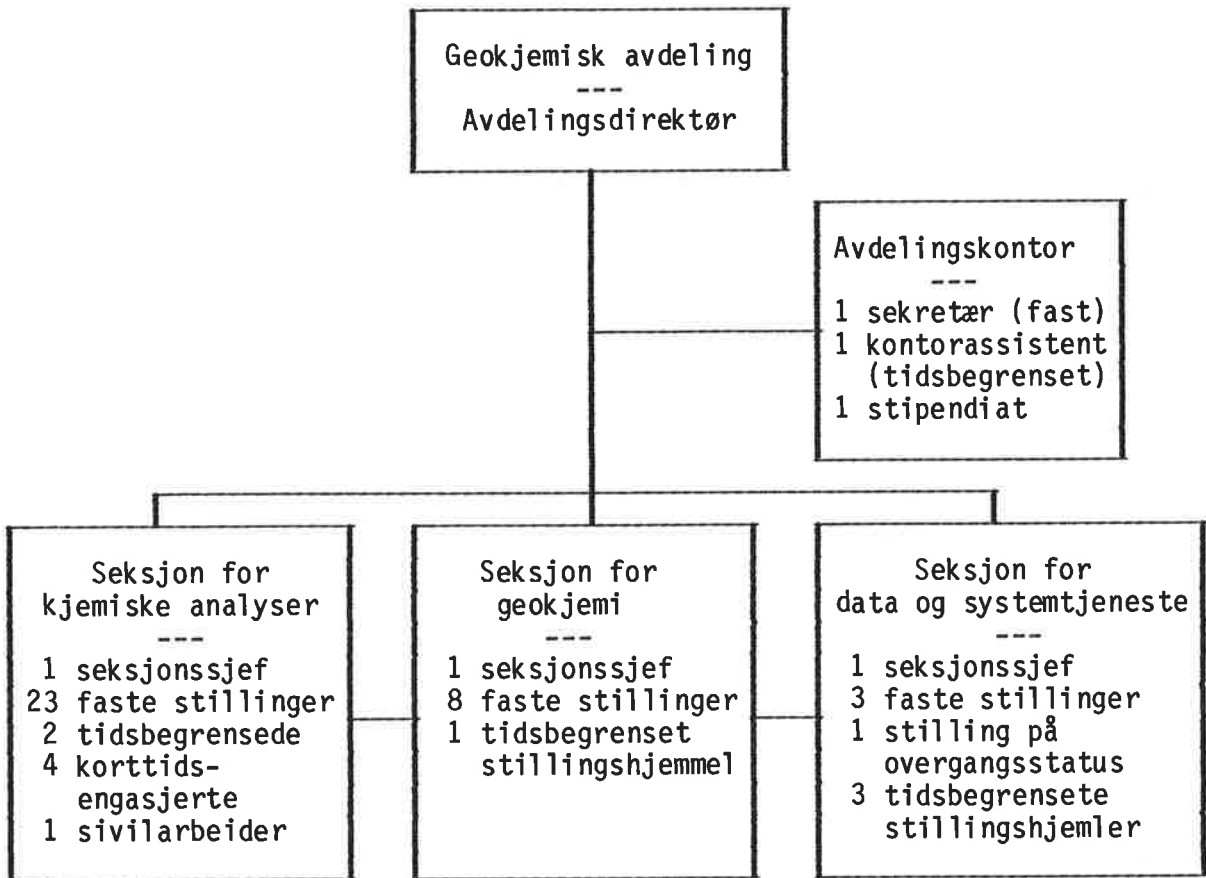 Geokjemisk avdeling
---
Avdelingsdirektør
Avdelingskontor
---
1 sekretær (fast)
1 kontorassistent
(tidsbegrenset)
1 stipendiat
Seksjon for
kjemiske analyser
---
1 seksjonssjef
23 faste stillinger
2 tidsbegrensede
4 korttids-
engasjerte
1 sivilarbeider
Seksjon for
geokjemi
---
1 seksjonssjef
8 faste stillinger
1 tidsbegrenset
stillingshjemmel
Seksjon for
data og systemtjeneste
---
1 seksjonssjef
3 faste stillinger
1 stilling på
overgangsstatus
3 tidsbegrensete
stillingshjemler